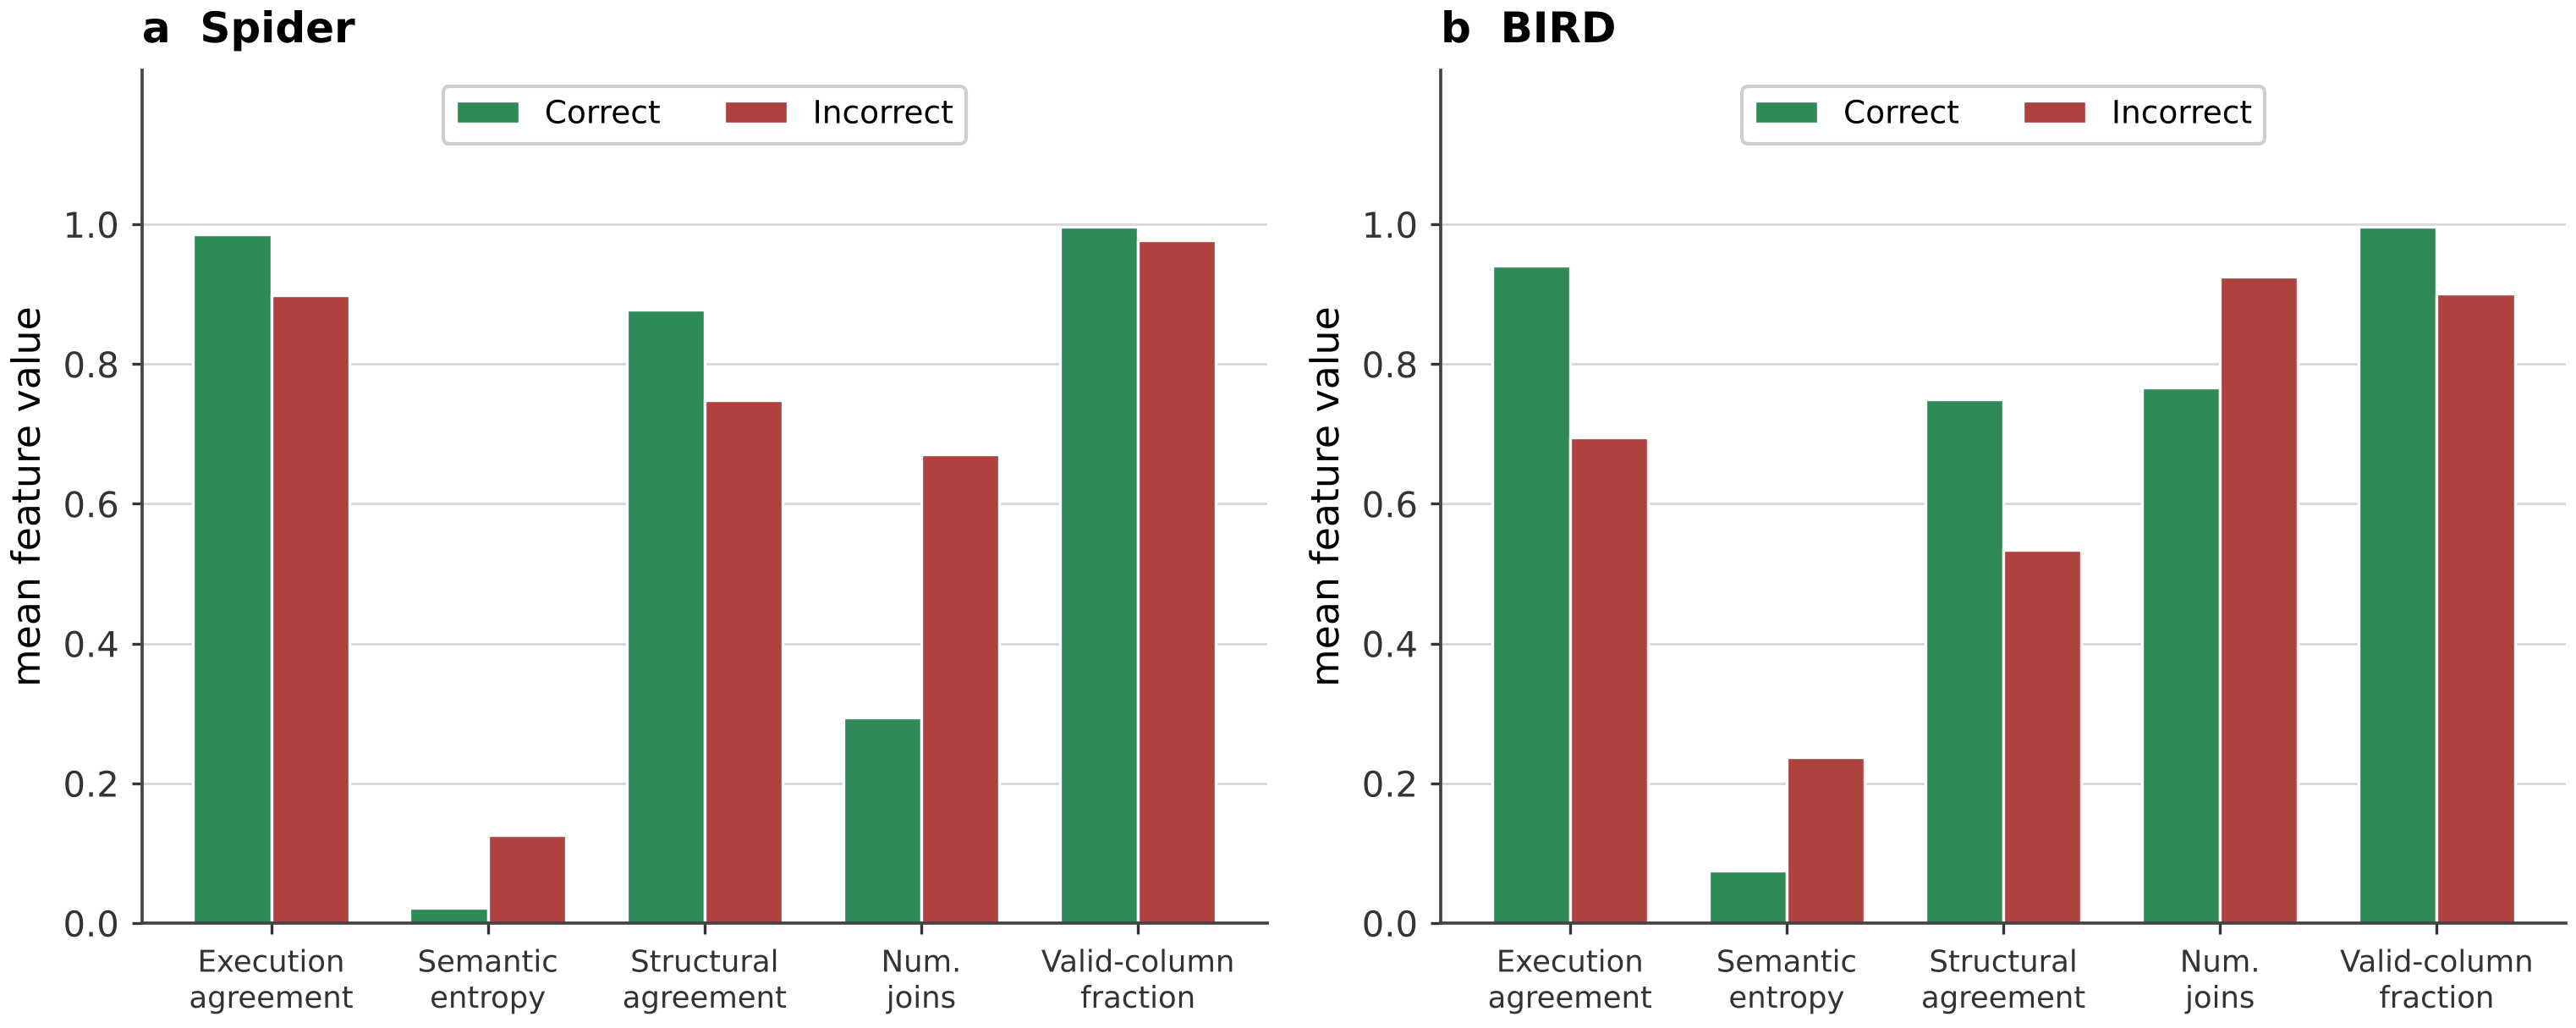 a Spider
Correct Incorrect
mean feature value
1.0
0.8
0.6
0.4
0.2
0.0
Execution agreement
Semantic entropy
Structural agreement
Num. joins
Valid-column fraction
b BIRD
Correct Incorrect
mean feature value
1.0
0.8
0.6
0.4
0.2
0.0
Execution agreement
Semantic entropy
Structural agreement
Num. joins
Valid-column fraction